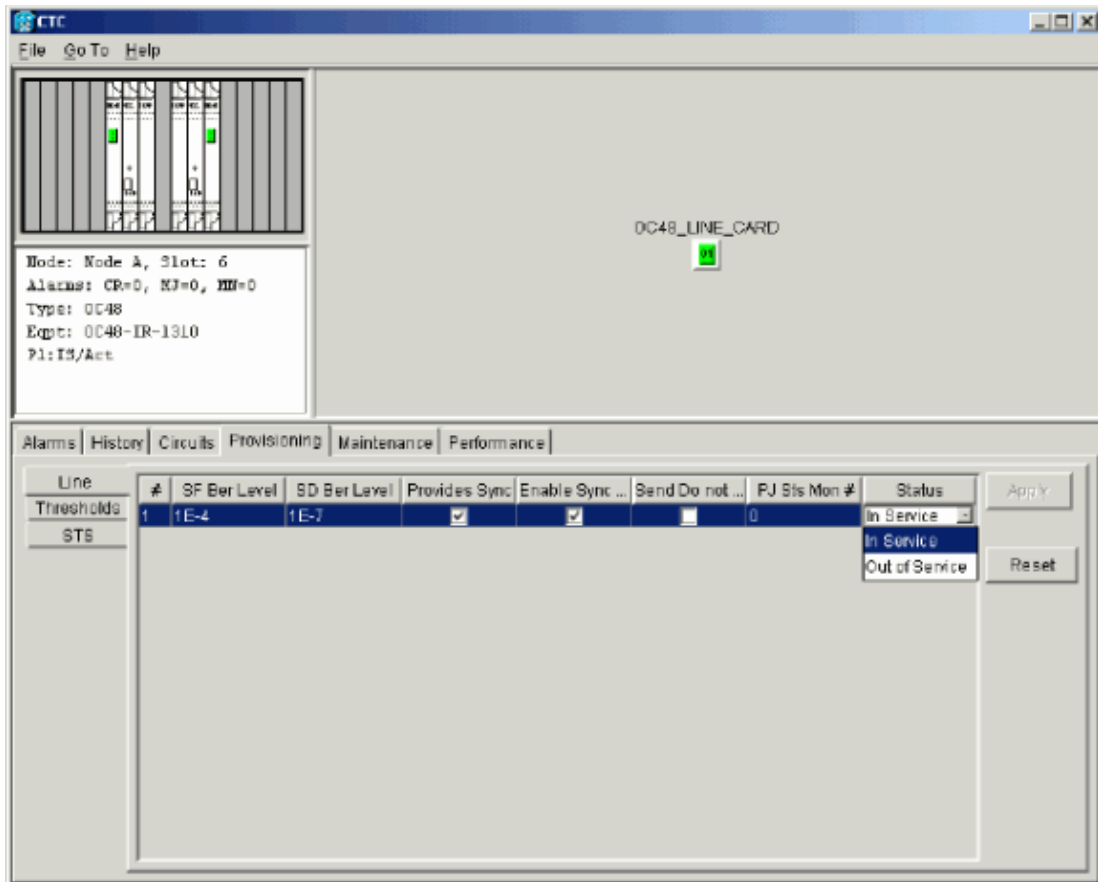 CTC
File Go To Help
OC48_LINE_CARD
01
Node: Node A, Slot: 6
Alarms: CR=0, MJ=0, MN=0
Type: OC48
Eqpt: OC48-IR-1310
P1:IS/Act
Alarms History Circuits Provisioning Maintenance Performance
Line
Thresholds
STS
# SF Ber Level SD Ber Level Provides Sync Enable Sync ... Send Do not ... PJ Sts Mon # Status
1 1E-4 1E-7 0 In Service
In Service
Out of Service
Apply
Reset